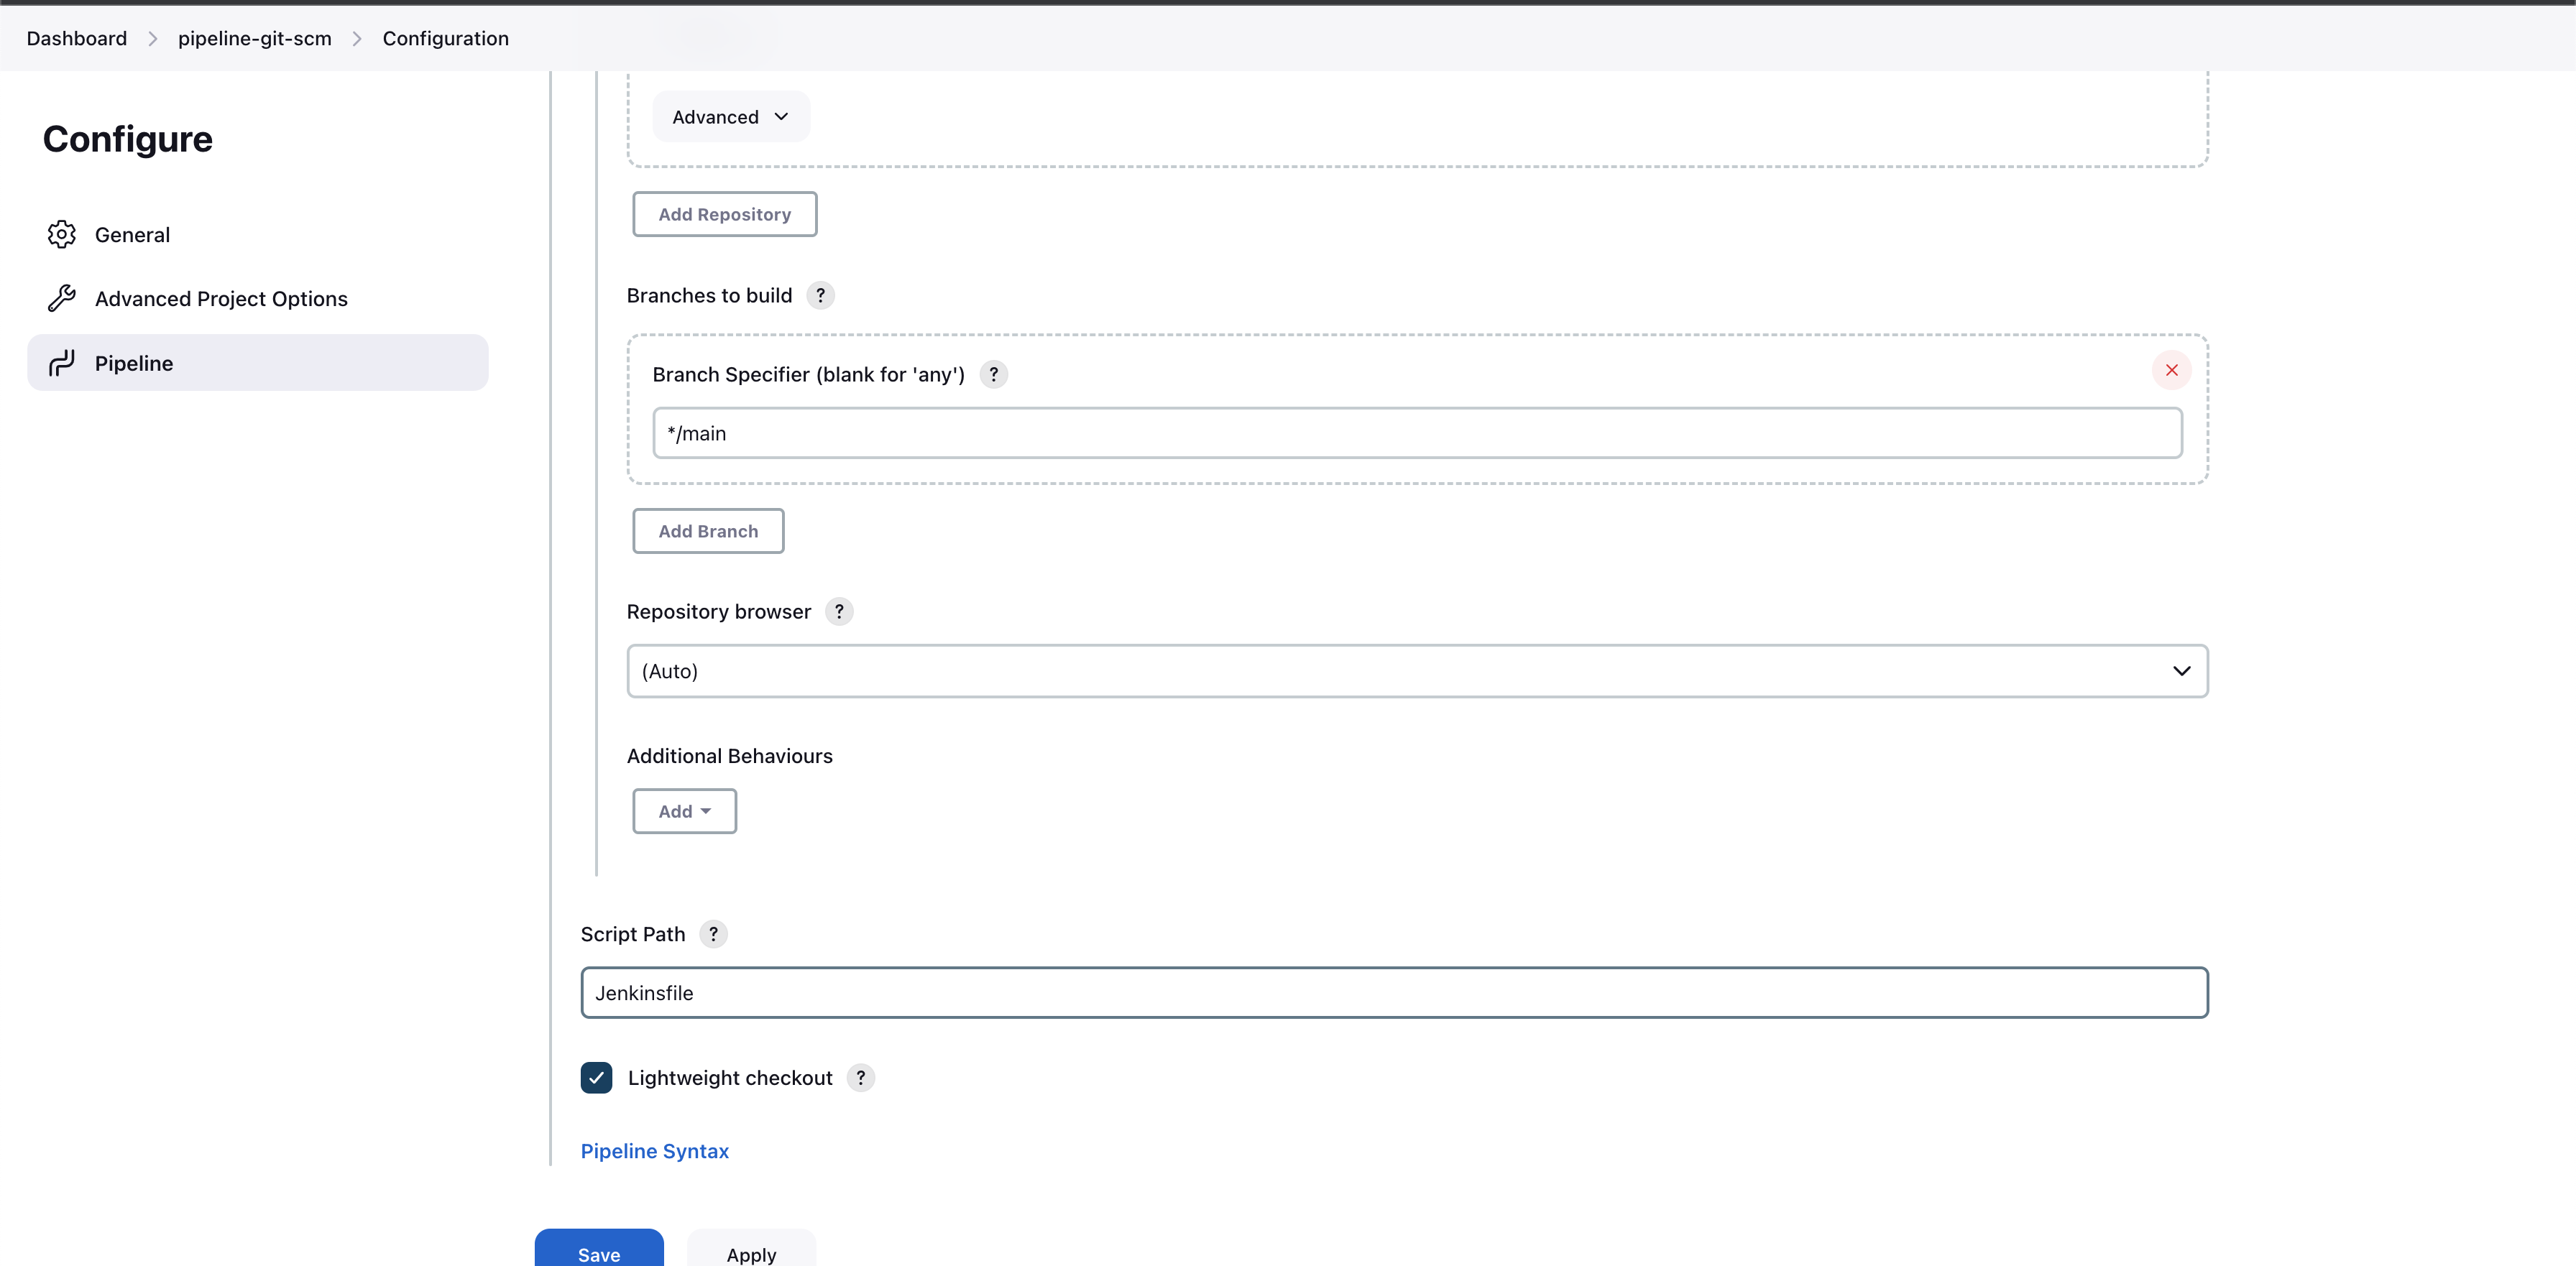 Dashboard > pipeline-git-scm > Configuration
Configure
General
Advanced Project Options
Pipeline
Advanced
Add Repository
Branches to build ?
Branch Specifier (blank for 'any') ?
*/main
Add Branch
Repository browser ?
(Auto)
Additional Behaviours
Add
Script Path ?
Jenkinsfile
Lightweight checkout ?
Pipeline Syntax
Save Apply